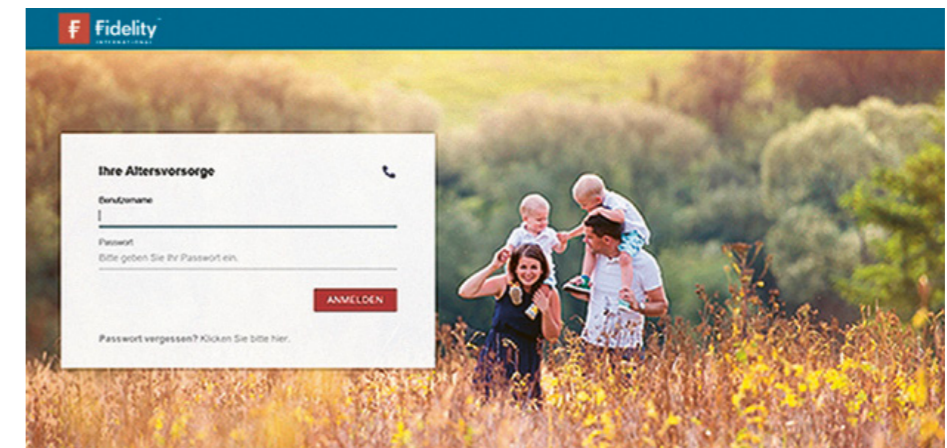 Fidelity
INTERNATIONAL
Ihre Altersvorsorge
Benutzername
Passwort
Bitte geben Sie Ihr Passwort ein.
ANMELDEN
Passwort vergessen? Klicken Sie bitte hier.